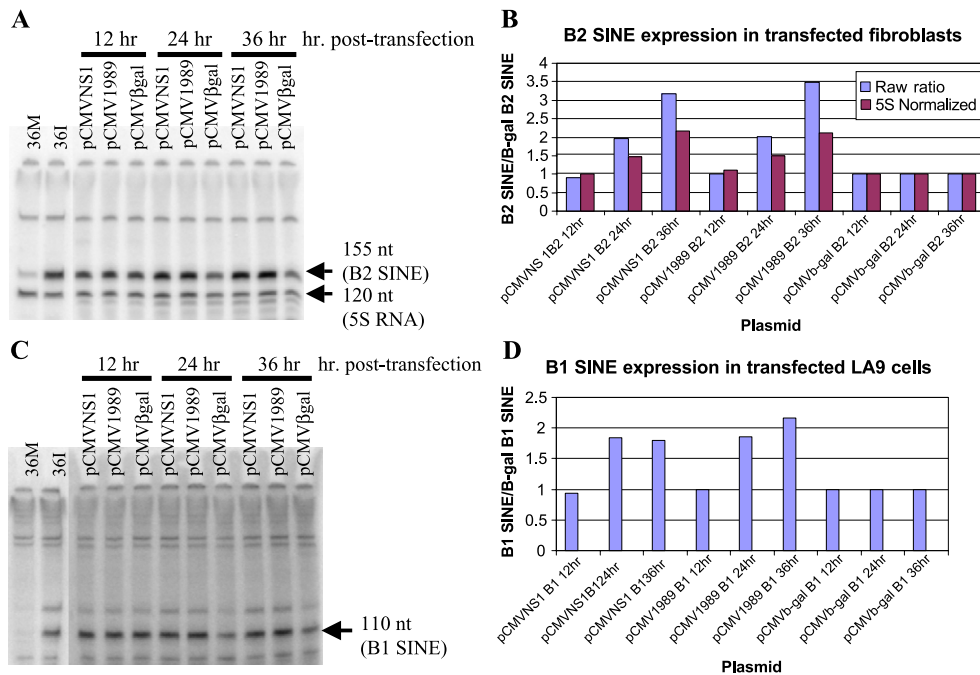 A
12 hr
24 hr
36 hr
hr. post-transfection
36M
36I
pCMVNS1
pCMV1989
pCMVβgal
pCMVNS1
pCMV1989
pCMVβgal
pCMVNS1
pCMV1989
pCMVβgal
155 nt
(B2 SINE)
120 nt
(5S RNA)
B
B2 SINE expression in transfected fibroblasts
B2 SINE/B-gal B2 SINE
4
3.5
3
2.5
2
1.5
1
0.5
0
Raw ratio
5S Normalized
pCMVNS 1B2 12hr
pCMVNS1 B2 24hr
pCMVNS1 B2 36hr
pCMV1989 B2 12hr
pCMV1989 B2 24hr
pCMV1989 B2 36hr
pCMVb-gal B2 12hr
pCMVb-gal B2 24hr
pCMVb-gal B2 36hr
Plasmid
C
12 hr
24 hr
36 hr
hr. post-transfection
36M
36I
pCMVNS1
pCMV1989
pCMVβgal
pCMVNS1
pCMV1989
pCMVβgal
pCMVNS1
pCMV1989
pCMVβgal
110 nt
(B1 SINE)
D
B1 SINE expression in transfected LA9 cells
B1 SINE/B-gal B1 SINE
2.5
2
1.5
1
0.5
0
pCMVNS1 B1 12hr
pCMVNS1B124hr
pCMVNS1 B136hr
pCMV1989 B1 12hr
pCMV1989 B1 24hr
pCMV1989 B1 36hr
pCMVb-gal B1 12hr
pCMVb-gal B1 24hr
pCMVb-gal B1 36hr
Plasmid